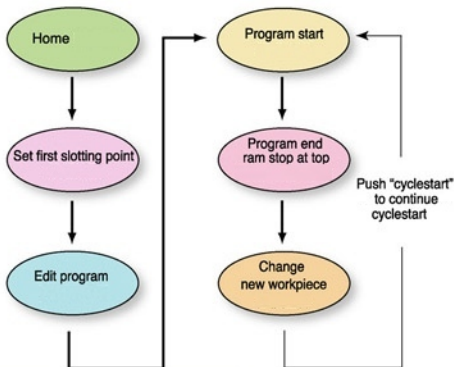 Home
Set first slotting point
Edit program
Program start
Program end
ram stop at top
Change
new workpiece
Push "cyclestart"
to continue
cyclestart